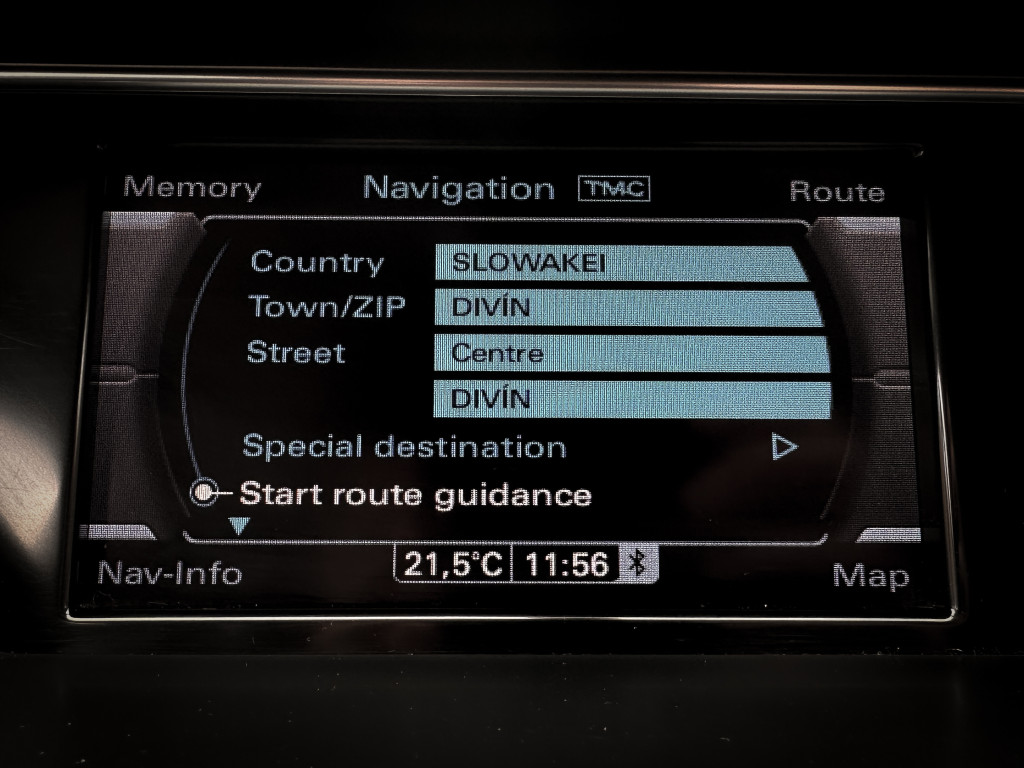 Memory Navigation TMC Route
Country SLOWAKEI
Town/ZIP DIVÍN
Street Centre
DIVÍN
Special destination
Start route guidance
21,5°C 11:56
Nav-Info Map